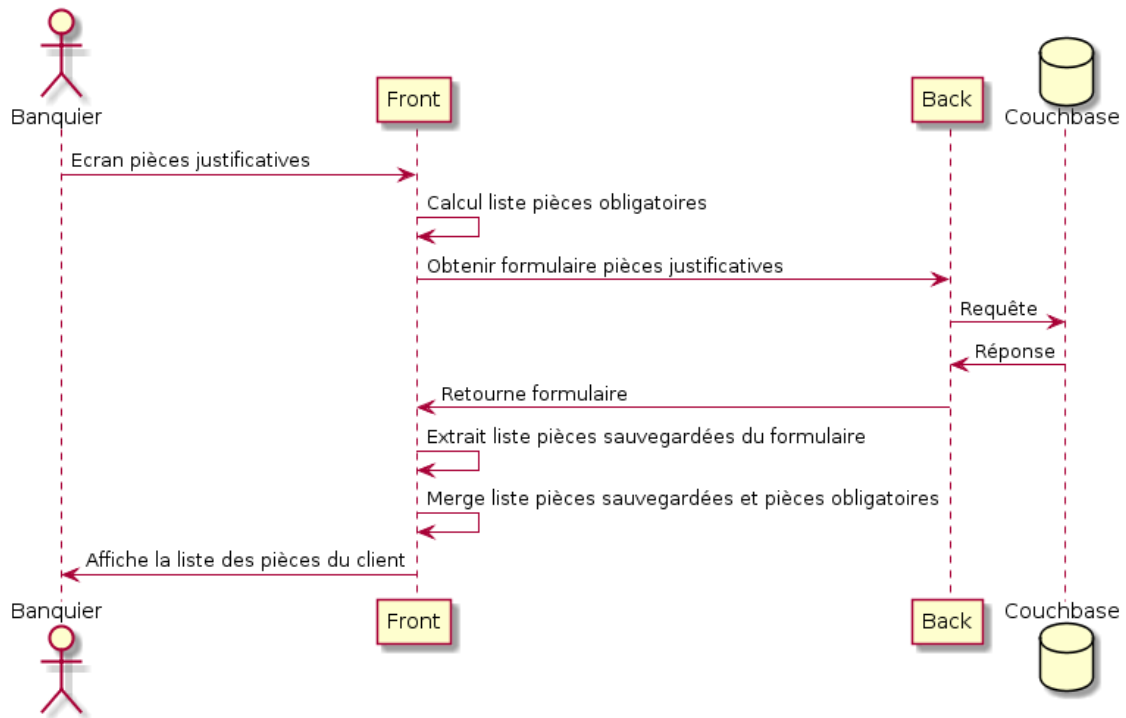 Banquier
Front
Back
Couchbase
Ecran pièces justificatives
Calcul liste pièces obligatoires
Obtenir formulaire pièces justificatives
Requête
Réponse
Retourne formulaire
Extrait liste pièces sauvegardées du formulaire
Merge liste pièces sauvegardées et pièces obligatoires
Affiche la liste des pièces du client
Banquier
Front
Back
Couchbase